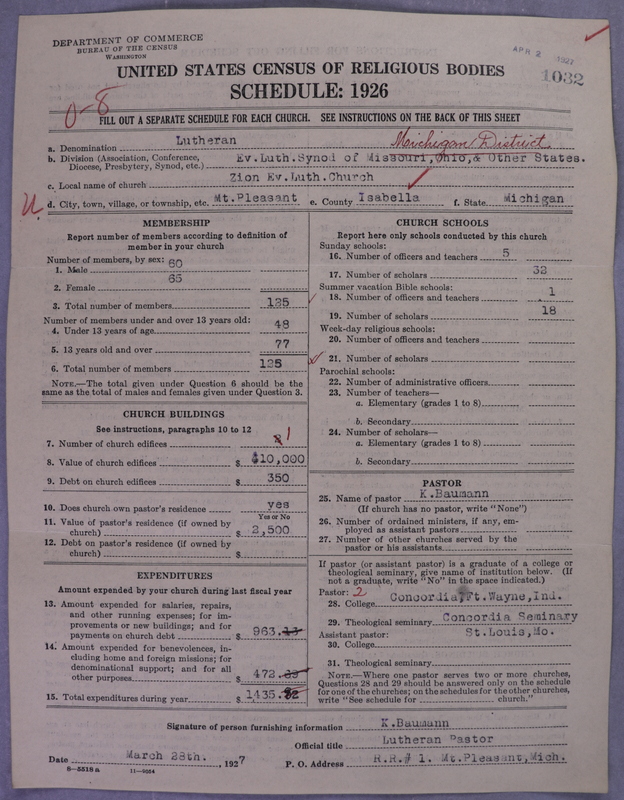 DEPARTMENT OF COMMERCE
BUREAU OF THE CENSUS
WASHINGTON
APR 2 1927
1032
UNITED STATES CENSUS OF RELIGIOUS BODIES
SCHEDULE: 1926
0-8
FILL OUT A SEPARATE SCHEDULE FOR EACH CHURCH. SEE INSTRUCTIONS ON THE BACK OF THIS SHEET
a. Denomination Lutheran Michigan District
b. Division (Association, Conference, Diocese, Presbytery, Synod, etc.) Ev.Luth.Synod of Missouri,Ohio,& Other States.
c. Local name of church Zion Ev.Luth.Church
d. City, town, village, or township, etc. Mt.Pleasant e. County Isabella f. State Michigan
MEMBERSHIP
Report number of members according to definition of
member in your church
Number of members, by sex:
1. Male 60
2. Female 65
3. Total number of members 125
Number of members under and over 13 years old:
4. Under 13 years of age 48
5. 13 years old and over 77
6. Total number of members 125
NOTE.—The total given under Question 6 should be the
same as the total of males and females given under Question 3.
CHURCH BUILDINGS
See instructions, paragraphs 10 to 12
7. Number of church edifices 1
8. Value of church edifices $ $10,000
9. Debt on church edifices $ 350
10. Does church own pastor's residence yes
Yes or No
11. Value of pastor's residence (if owned by
church) $ 2,500
12. Debt on pastor's residence (if owned by
church) $
EXPENDITURES
Amount expended by your church during last fiscal year
13. Amount expended for salaries, repairs,
and other running expenses; for im-
provements or new buildings; and for
payments on church debt $ 963.
14. Amount expended for benevolences, in-
cluding home and foreign missions; for
denominational support; and for all
other purposes $ 472.
15. Total expenditures during year $ 1435.
CHURCH SCHOOLS
Report here only schools conducted by this church
Sunday schools:
16. Number of officers and teachers 5
17. Number of scholars 32
Summer vacation Bible schools:
18. Number of officers and teachers 1
19. Number of scholars 18
Week-day religious schools:
20. Number of officers and teachers
21. Number of scholars
Parochial schools:
22. Number of administrative officers
23. Number of teachers—
a. Elementary (grades 1 to 8)
b. Secondary
24. Number of scholars—
a. Elementary (grades 1 to 8)
b. Secondary
PASTOR
25. Name of pastor K.Baumann
(If church has no pastor, write "None")
26. Number of ordained ministers, if any, em-
ployed as assistant pastors
27. Number of other churches served by the
pastor or his assistants
If pastor (or assistant pastor) is a graduate of a college or
theological seminary, give name of institution below. (If
not a graduate, write "No" in the space indicated.)
Pastor: 2
28. College Concordia,Ft.Wayne,Ind.
29. Theological seminary Concordia Seminary
Assistant pastor: St.Louis,Mo.
30. College
31. Theological seminary
NOTE.—Where one pastor serves two or more churches,
Questions 28 and 29 should be answered only on the schedule
for one of the churches; on the schedules for the other churches,
write "See schedule for church."
Signature of person furnishing information K.Baumann
Official title Lutheran Pastor
Date March 28th. , 1927 P. O. Address R.R.# 1. Mt.Pleasant,Mich.
8—5518 a 11—9664